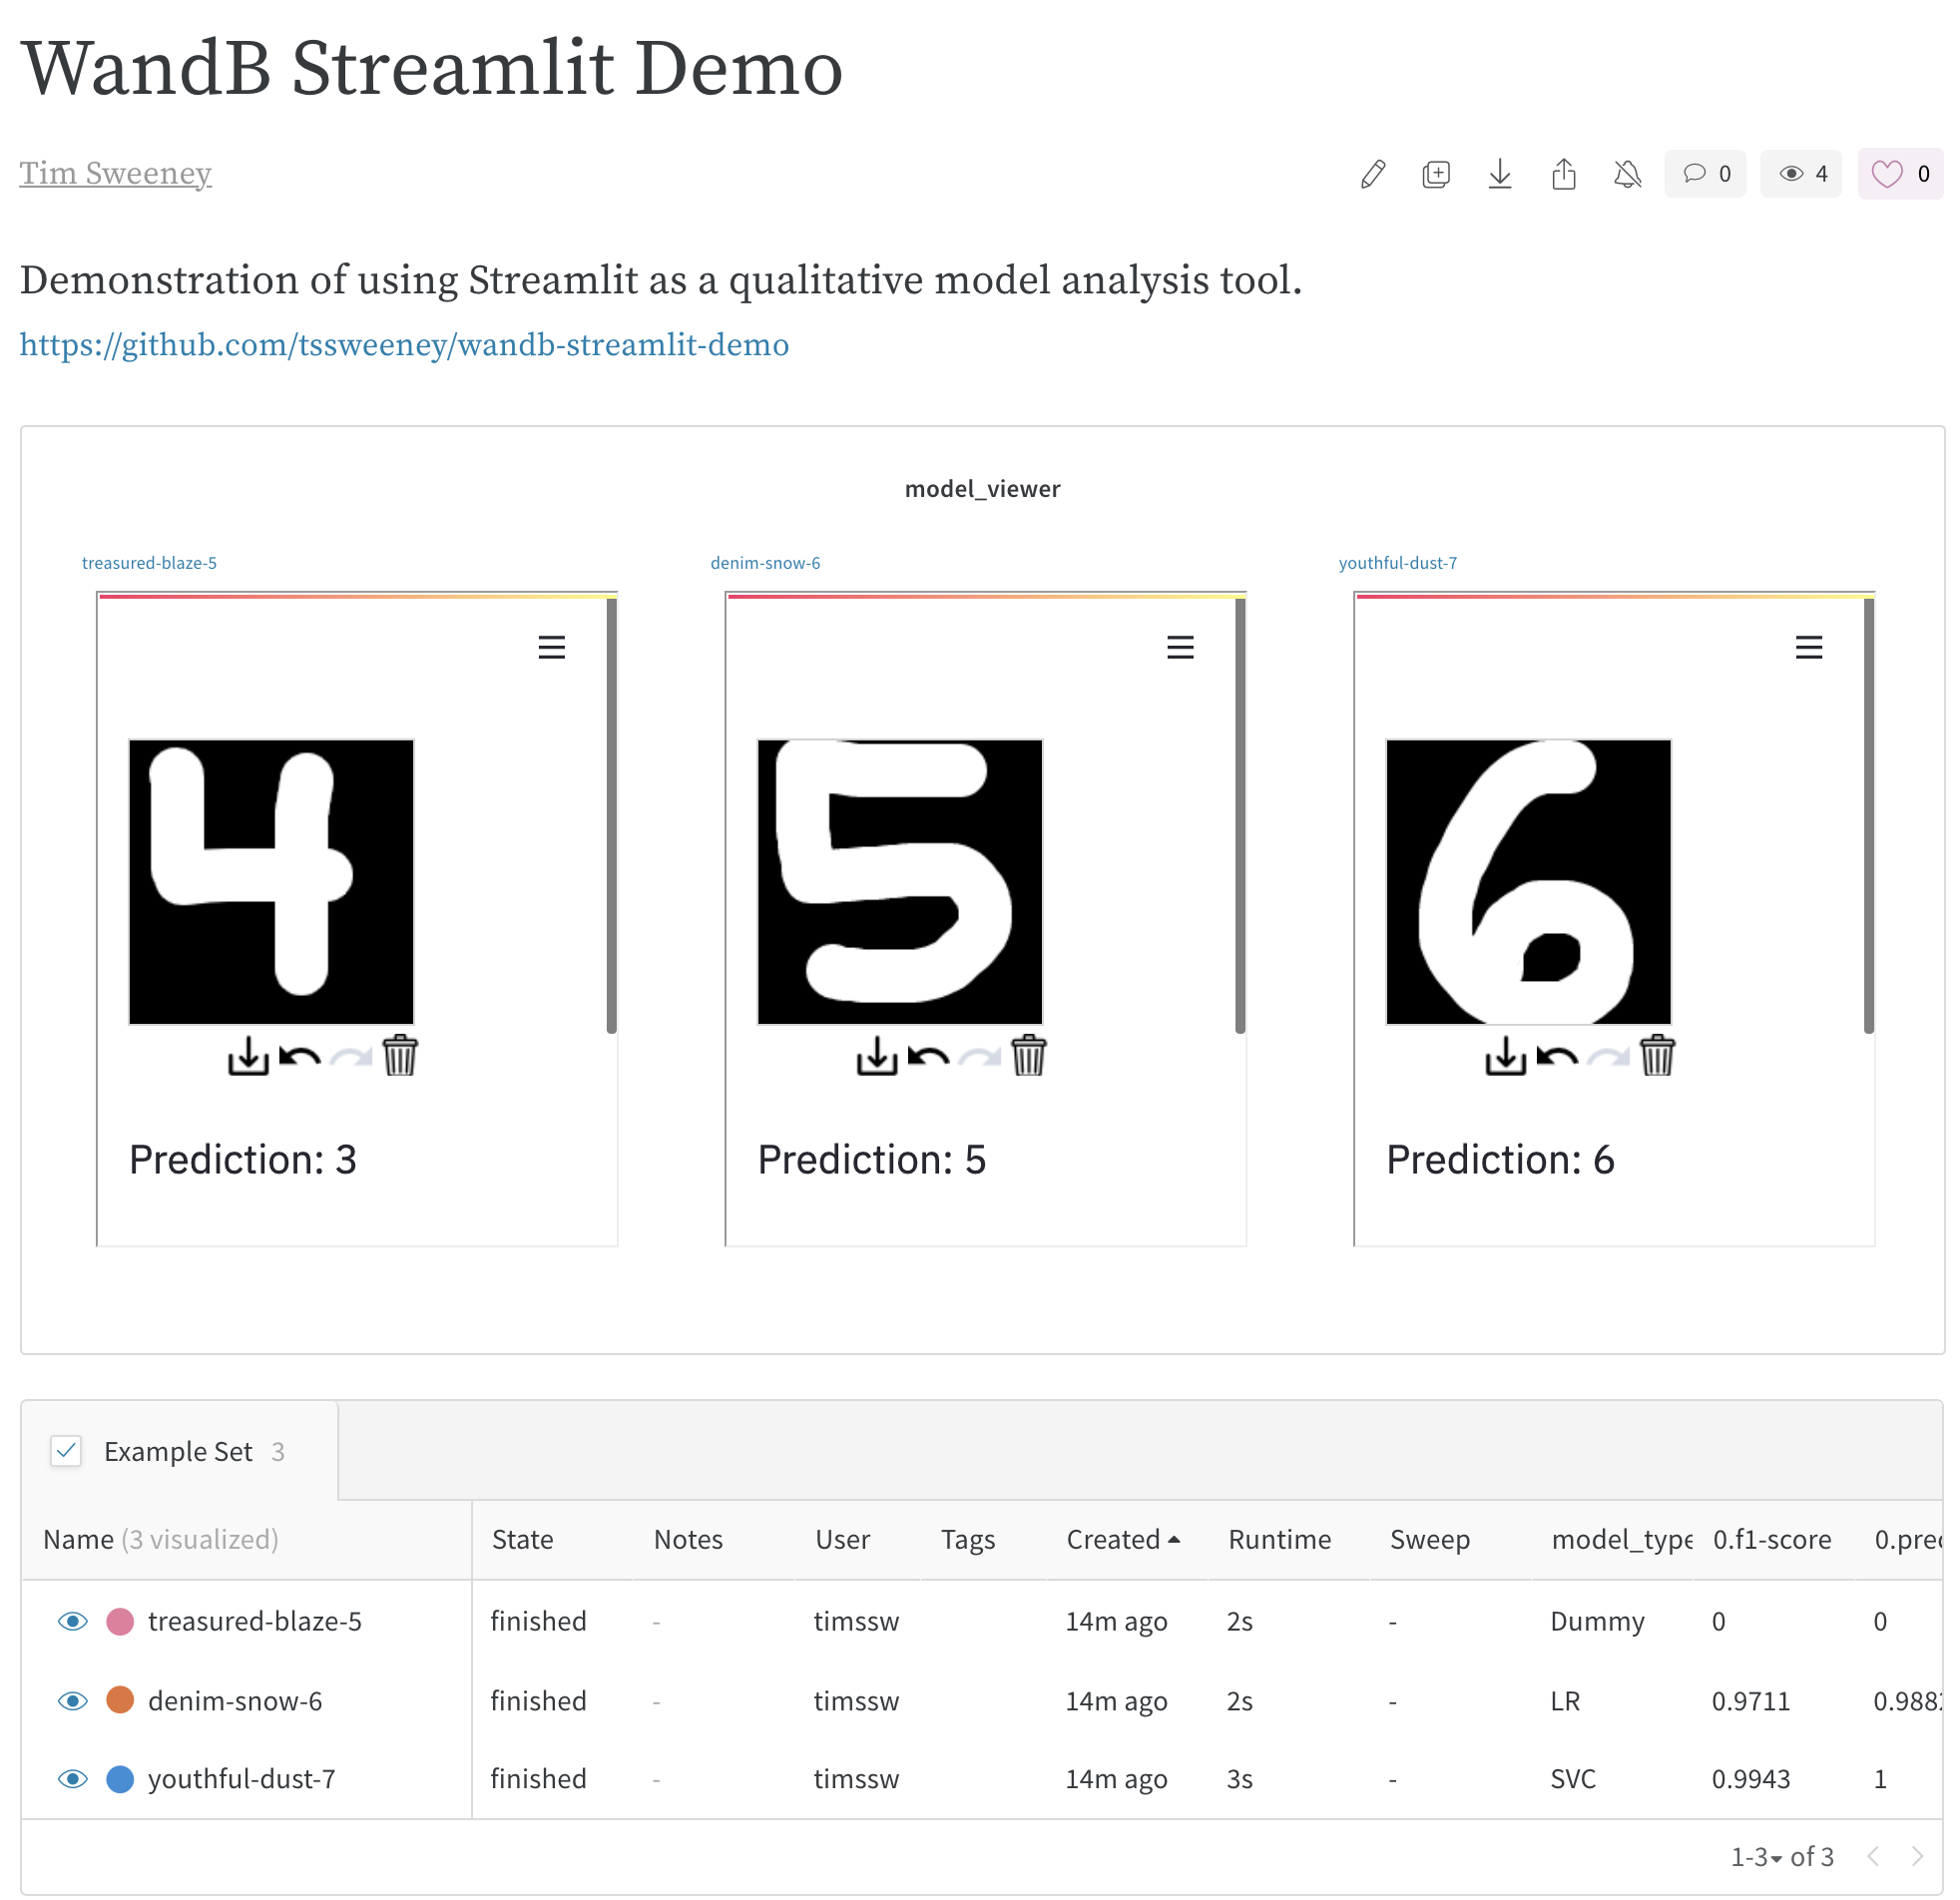 WandB Streamlit Demo
Tim Sweeney
0 4 0
Demonstration of using Streamlit as a qualitative model analysis tool.
https://github.com/tssweeney/wandb-streamlit-demo
model_viewer
treasured-blaze-5 denim-snow-6 youthful-dust-7
4 5 6
Prediction: 3 Prediction: 5 Prediction: 6
Example Set 3
Name (3 visualized) State Notes User Tags Created Runtime Sweep model_type 0.f1-score 0.prec
treasured-blaze-5 finished - timssw 14m ago 2s - Dummy 0 0
denim-snow-6 finished - timssw 14m ago 2s - LR 0.9711 0.988
youthful-dust-7 finished - timssw 14m ago 3s - SVC 0.9943 1
1-3 of 3